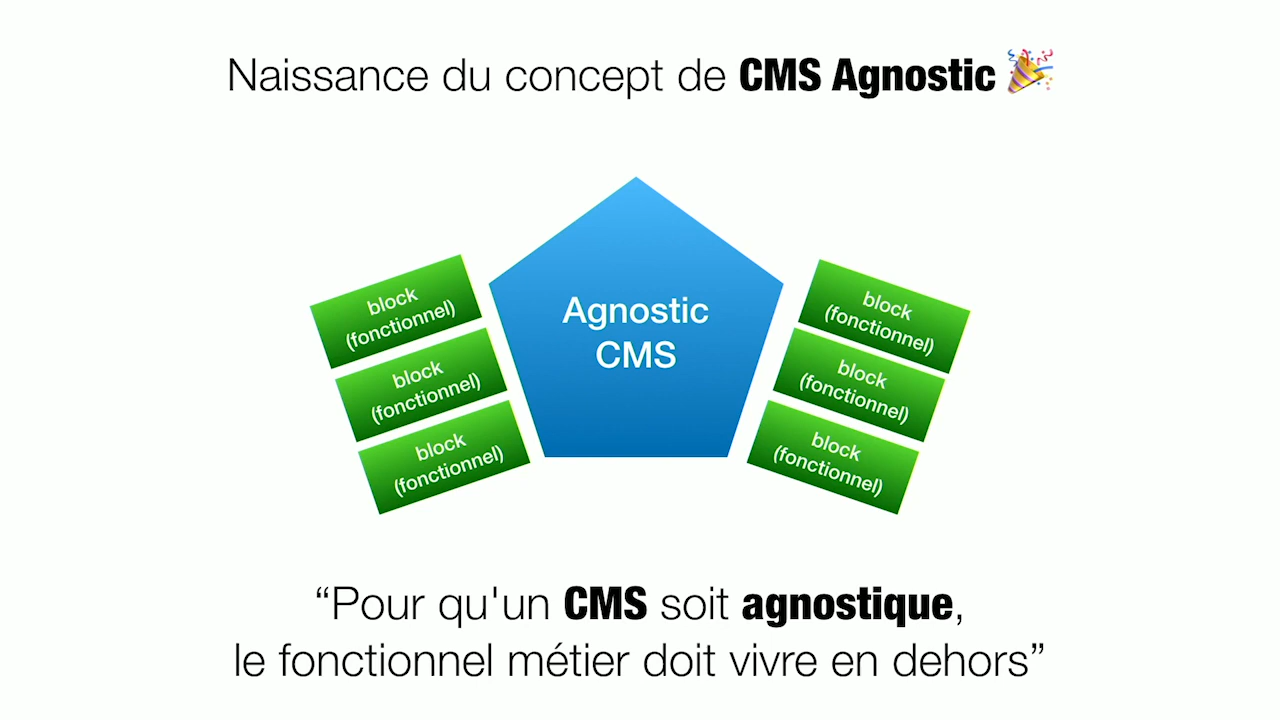 Naissance du concept de CMS Agnostic 🎉
block
(fonctionnel)
block
(fonctionnel)
block
(fonctionnel)
Agnostic
CMS
block
(fonctionnel)
block
(fonctionnel)
block
(fonctionnel)
“Pour qu'un CMS soit agnostique,
le fonctionnel métier doit vivre en dehors”